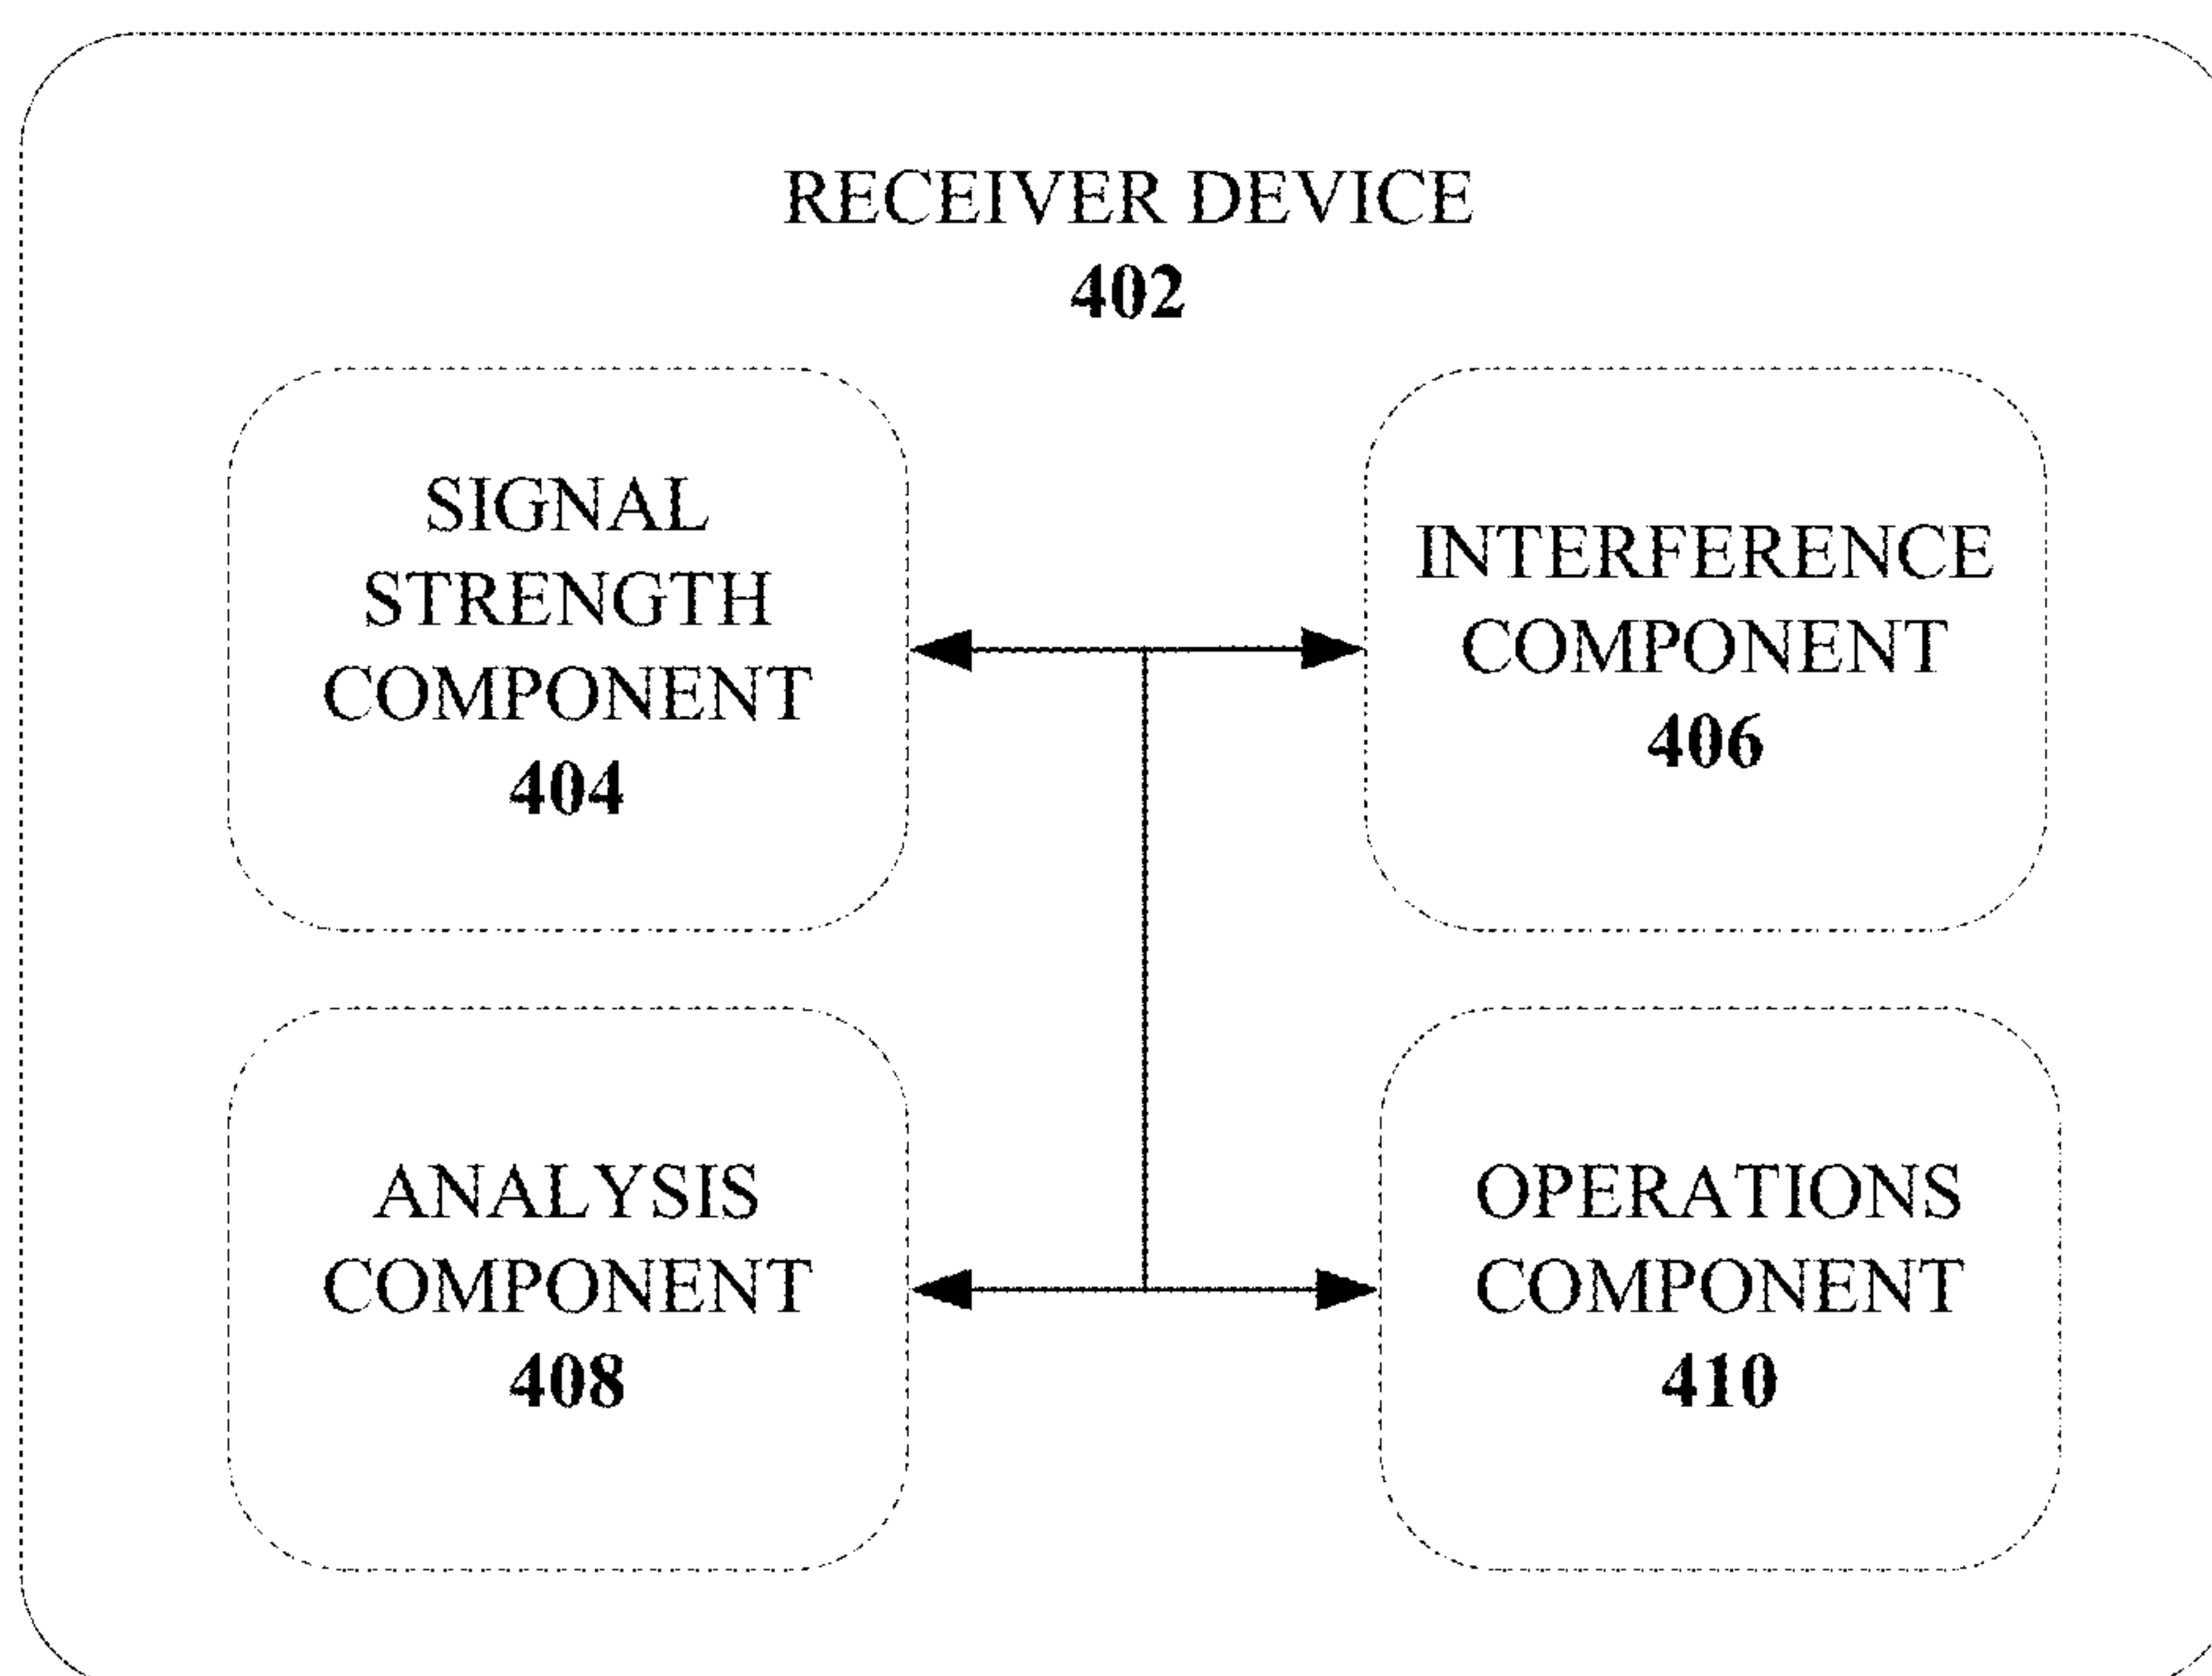 RECEIVER DEVICE
402
SIGNAL
STRENGTH
COMPONENT
404
INTERFERENCE
COMPONENT
406
ANALYSIS
COMPONENT
408
OPERATIONS
COMPONENT
410